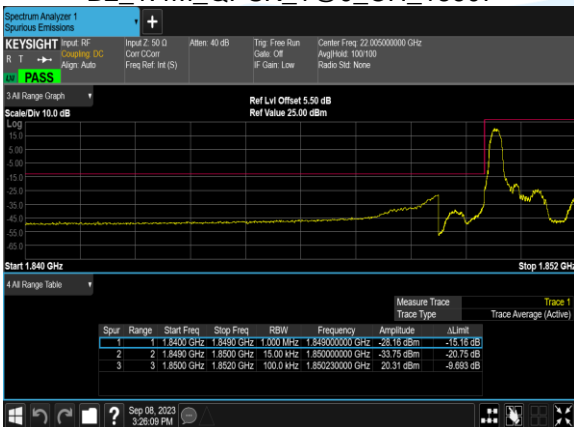 Spectrum Analyzer 1
Spurious Emissions
+
KEYSIGHT Input: RF Input Z: 50 Ω Atten: 40 dB Trig: Free Run Center Freq: 22.005000000 GHz
R T Coupling: DC Corr CCorr Gate: Off Avg|Hold: 100/100
Align: Auto Freq Ref: Int (S) IF Gain: Low Radio Std: None
PASS
3 All Range Graph
Ref Lvl Offset 5.50 dB
Scale/Div 10.0 dB Ref Value 25.00 dBm
Log
15.0
5.00
-5.00
-15.0
-25.0
-35.0
-45.0
-55.0
-65.0
Start 1.840 GHz Stop 1.852 GHz
4 All Range Table
Measure Trace Trace 1
Trace Type Trace Average (Active)
Spur Range Start Freq Stop Freq RBW Frequency Amplitude ΔLimit
1 1 1.8400 GHz 1.8490 GHz 1.000 MHz 1.849000000 GHz -28.16 dBm -15.16 dB
2 2 1.8490 GHz 1.8500 GHz 15.00 kHz 1.850000000 GHz -33.75 dBm -20.75 dB
3 3 1.8500 GHz 1.8520 GHz 100.0 kHz 1.850230000 GHz 20.31 dBm -9.693 dB
? Sep 08, 2023
3:26:09 PM